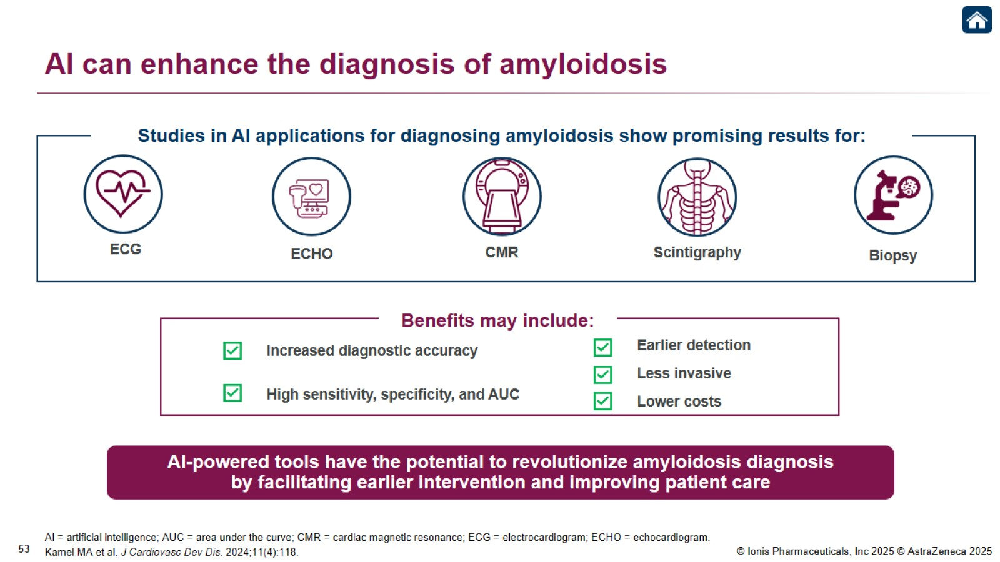 AI can enhance the diagnosis of amyloidosis
Studies in AI applications for diagnosing amyloidosis show promising results for:
ECG
ECHO
CMR
Scintigraphy
Biopsy
Benefits may include:
Increased diagnostic accuracy
High sensitivity, specificity, and AUC
Earlier detection
Less invasive
Lower costs
AI-powered tools have the potential to revolutionize amyloidosis diagnosis
by facilitating earlier intervention and improving patient care
AI = artificial intelligence; AUC = area under the curve; CMR = cardiac magnetic resonance; ECG = electrocardiogram; ECHO = echocardiogram.
53
Kamel MA et al. J Cardiovasc Dev Dis. 2024;11(4):118.
© Ionis Pharmaceuticals, Inc 2025 © AstraZeneca 2025